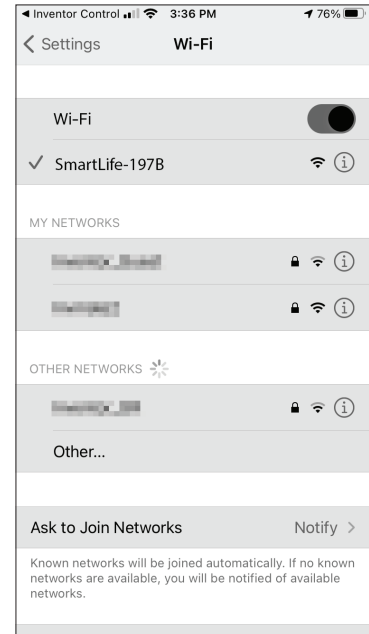 Inventor Control 3:36 PM 76%
Settings Wi-Fi
Wi-Fi
SmartLife-197B
MY NETWORKS
OTHER NETWORKS
Other...
Ask to Join Networks Notify
Known networks will be joined automatically. If no known
networks are available, you will be notified of available
networks.